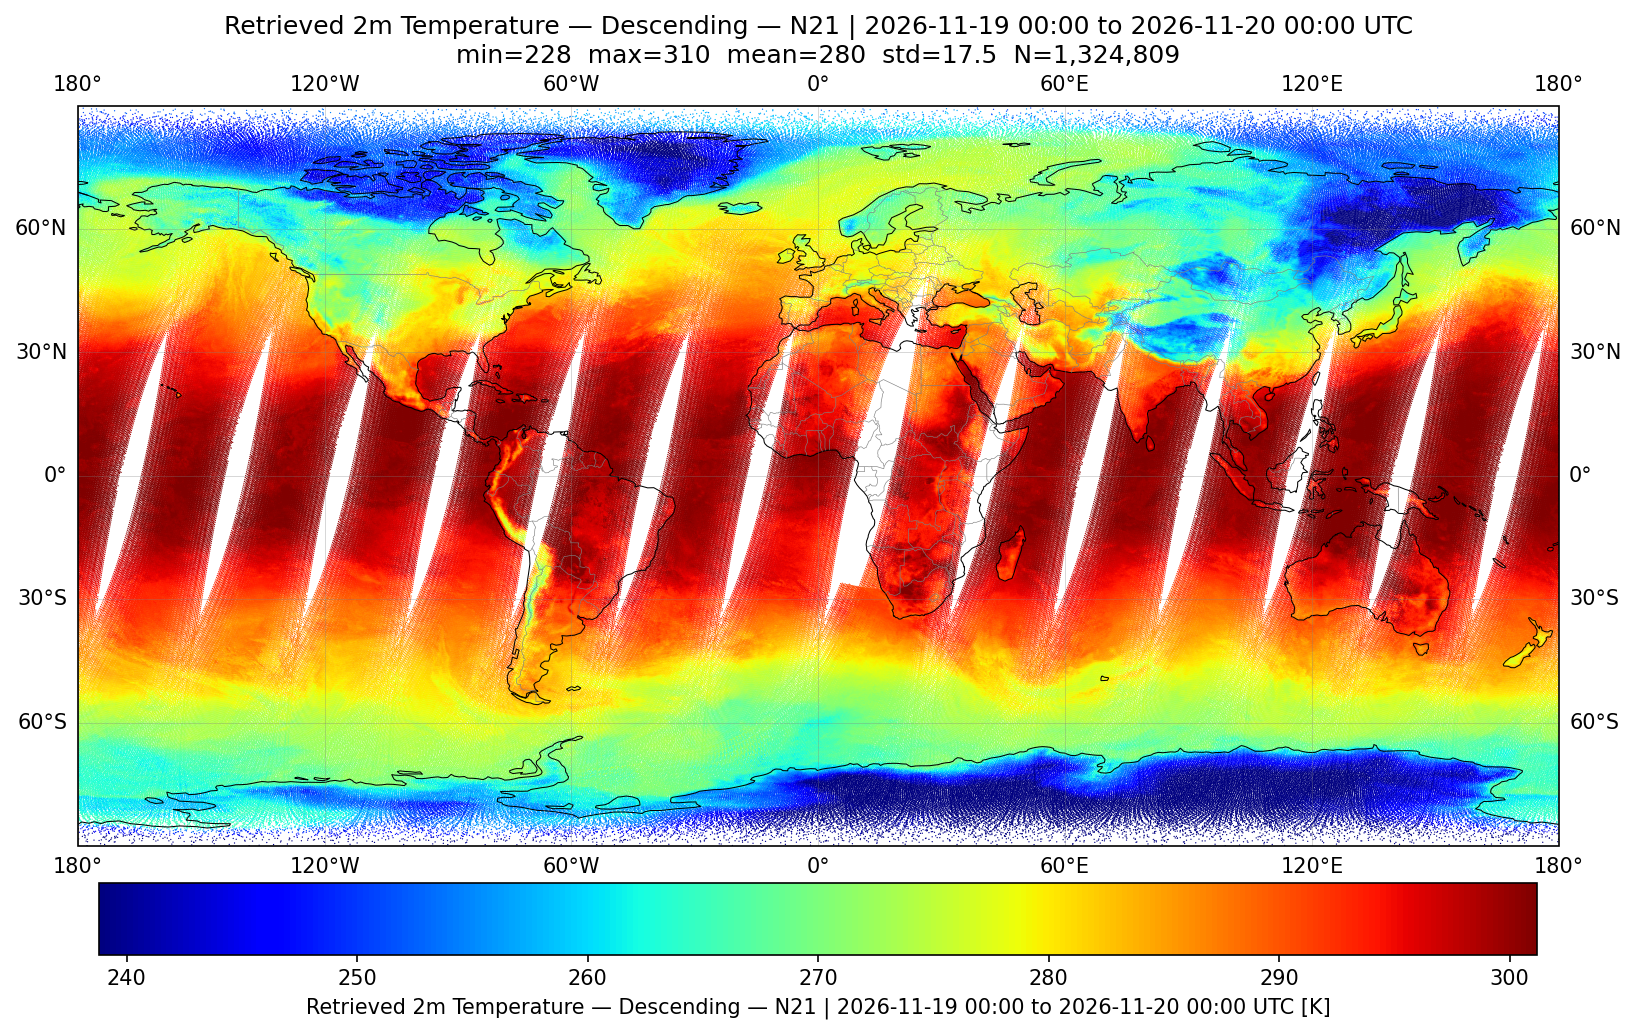 Retrieved 2m Temperature — Descending — N21 | 2026-11-19 00:00 to 2026-11-20 00:00 UTC
min=228  max=310  mean=280  std=17.5  N=1,324,809
180° 120°W 60°W 0° 60°E 120°E 180°
60°N 60°N
30°N 30°N
0° 0°
30°S 30°S
60°S 60°S
180° 120°W 60°W 0° 60°E 120°E 180°
240 250 260 270 280 290 300
Retrieved 2m Temperature — Descending — N21 | 2026-11-19 00:00 to 2026-11-20 00:00 UTC [K]